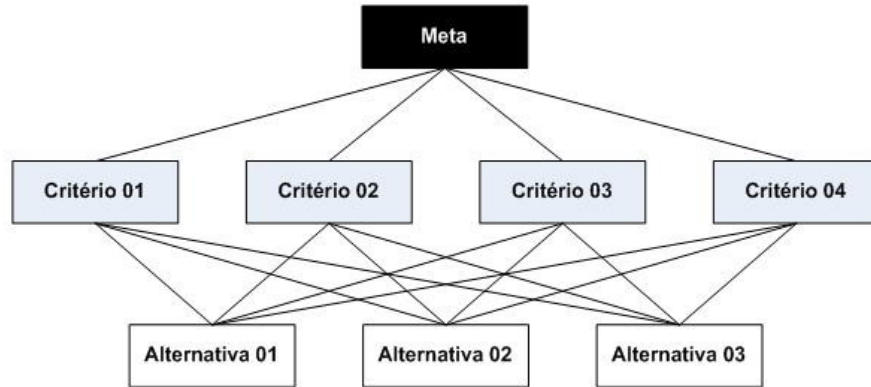 Meta
Critério 01
Critério 02
Critério 03
Critério 04
Alternativa 01
Alternativa 02
Alternativa 03